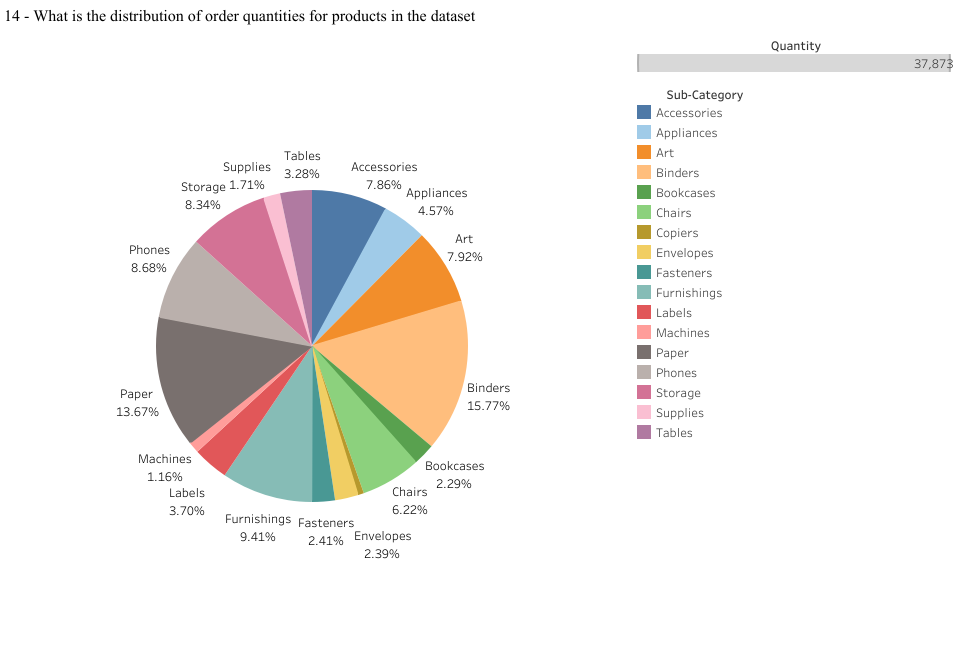 14 - What is the distribution of order quantities for products in the dataset
Quantity
37,873
Sub-Category
Accessories
Appliances
Art
Binders
Bookcases
Chairs
Copiers
Envelopes
Fasteners
Furnishings
Labels
Machines
Paper
Phones
Storage
Supplies
Tables
Tables
3.28%
Accessories
7.86%
Appliances
4.57%
Art
7.92%
Binders
15.77%
Bookcases
2.29%
Chairs
6.22%
Envelopes
2.39%
Fasteners
2.41%
Furnishings
9.41%
Labels
3.70%
Machines
1.16%
Paper
13.67%
Phones
8.68%
Storage
8.34%
Supplies
1.71%